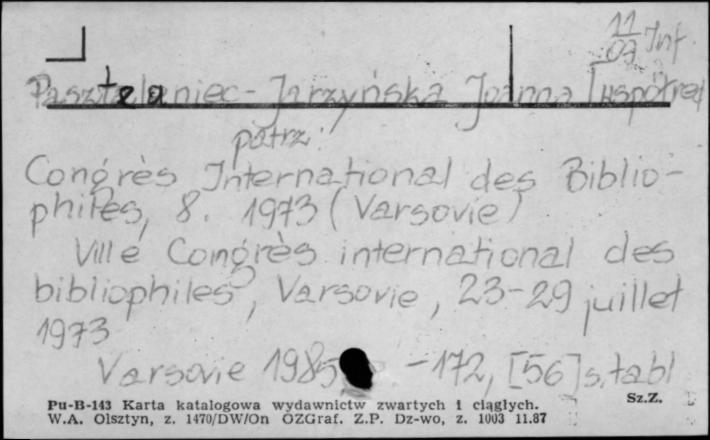 11
07 Inf.
Pasztaleniec-Jarzyńska Joanna (współred
patrz:
Congrès International des Biblio-
philes, 8. 1973 (Varsovie)
VIIIe Congrès international des
bibliophiles, Varsovie, 23-29 juillet
1973
Varsovie 1985 -172, [56] s. tabl
Pu-B-143 Karta katalogowa wydawnictw zwartych i ciągłych. Sz.Z.
W.A. Olsztyn, z. 1470/DW/On OZGraf. Z.P. Dz-wo, z. 1003 11.87